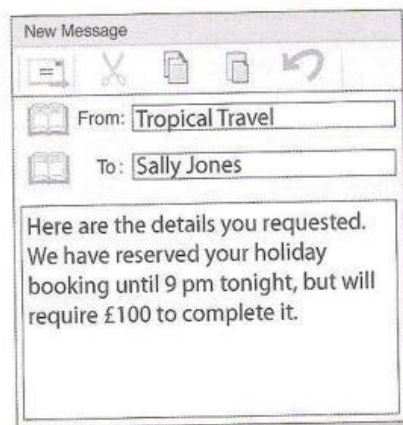 New Message
From: Tropical Travel
To: Sally Jones
Here are the details you requested.
We have reserved your holiday
booking until 9 pm tonight, but will
require £100 to complete it.